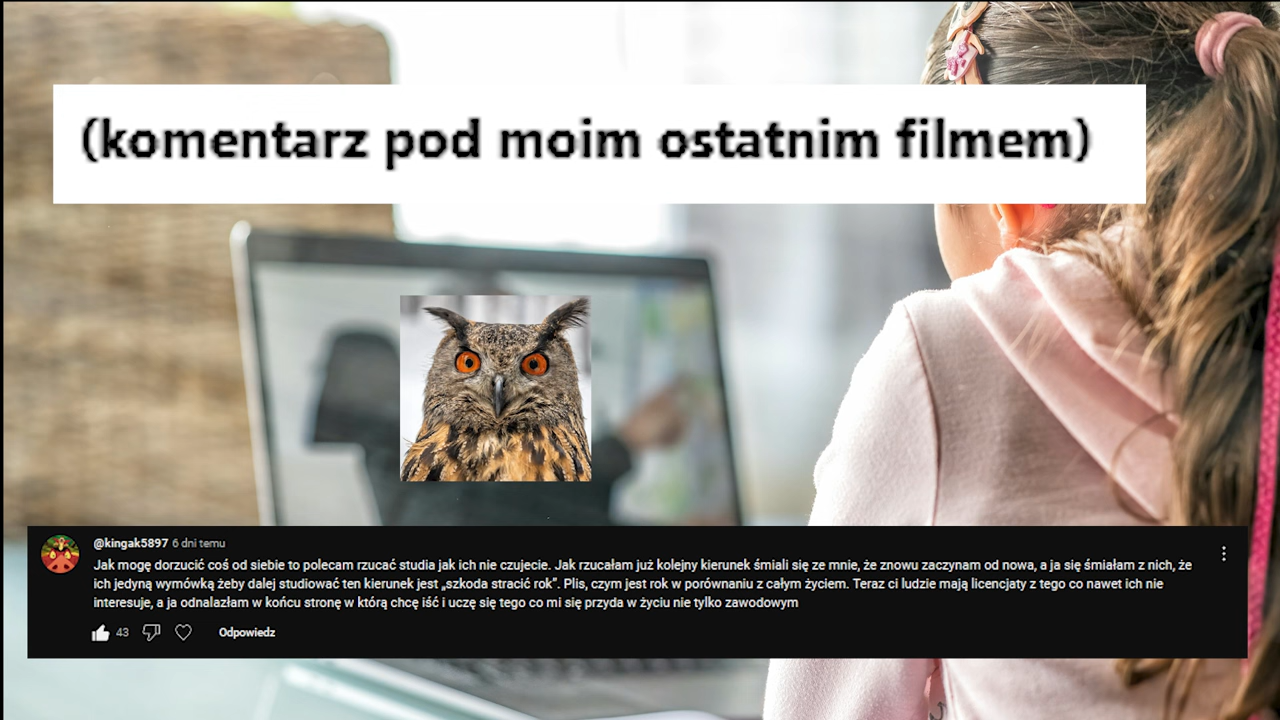 (komentarz pod moim ostatnim filmem)
@kingak5897 6 dni temu
Jak mogę dorzucić coś od siebie to polecam rzucać studia jak ich nie czujecie. Jak rzucałam już kolejny kierunek śmiali się ze mnie, że znowu zaczynam od nowa, a ja się śmiałam z nich, że
ich jedyną wymówką żeby dalej studiować ten kierunek jest „szkoda stracić rok”. Plis, czym jest rok w porównaniu z całym życiem. Teraz ci ludzie mają licencjaty z tego co nawet ich nie
interesuje, a ja odnalazłam w końcu stronę w którą chcę iść i uczę się tego co mi się przyda w życiu nie tylko zawodowym
43 Odpowiedz